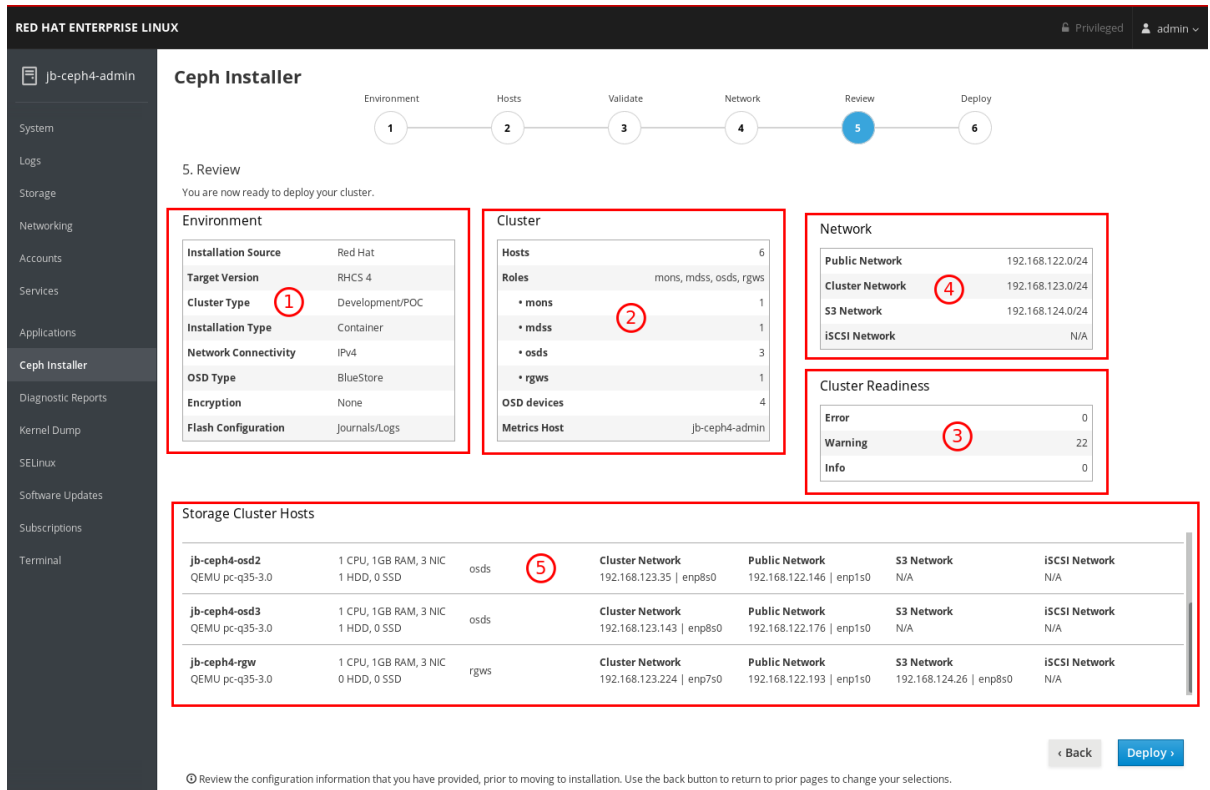 RED HAT ENTERPRISE LINUX
Privileged
admin
jb-ceph4-admin
System
Logs
Storage
Networking
Accounts
Services
Applications
Ceph Installer
Diagnostic Reports
Kernel Dump
SELinux
Software Updates
Subscriptions
Terminal
Ceph Installer
Environment Hosts Validate Network Review Deploy
1 2 3 4 5 6
5. Review
You are now ready to deploy your cluster.
Environment
Installation Source Red Hat
Target Version RHCS 4
Cluster Type Development/POC
Installation Type Container
Network Connectivity IPv4
OSD Type BlueStore
Encryption None
Flash Configuration Journals/Logs
1
Cluster
Hosts 6
Roles mons, mdss, osds, rgws
• mons 1
• mdss 1
• osds 3
• rgws 1
OSD devices 4
Metrics Host jb-ceph4-admin
2
Network
Public Network 192.168.122.0/24
Cluster Network 192.168.123.0/24
S3 Network 192.168.124.0/24
iSCSI Network N/A
4
Cluster Readiness
Error 0
Warning 22
Info 0
3
Storage Cluster Hosts
5
jb-ceph4-osd2 1 CPU, 1GB RAM, 3 NIC osds Cluster Network Public Network S3 Network iSCSI Network
QEMU pc-q35-3.0 1 HDD, 0 SSD 192.168.123.35 | enp8s0 192.168.122.146 | enp1s0 N/A N/A
jb-ceph4-osd3 1 CPU, 1GB RAM, 3 NIC osds Cluster Network Public Network S3 Network iSCSI Network
QEMU pc-q35-3.0 1 HDD, 0 SSD 192.168.123.143 | enp8s0 192.168.122.176 | enp1s0 N/A N/A
jb-ceph4-rgw 1 CPU, 1GB RAM, 3 NIC rgws Cluster Network Public Network S3 Network iSCSI Network
QEMU pc-q35-3.0 0 HDD, 0 SSD 192.168.123.224 | enp7s0 192.168.122.193 | enp1s0 192.168.124.26 | enp8s0 N/A
‹ Back Deploy ›
Review the configuration information that you have provided, prior to moving to installation. Use the back button to return to prior pages to change your selections.